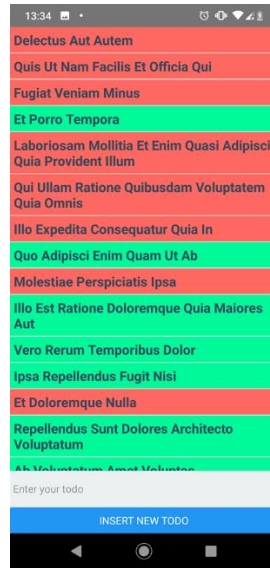 13:34
Delectus Aut Autem
Quis Ut Nam Facilis Et Officia Qui
Fugiat Veniam Minus
Et Porro Tempora
Laboriosam Mollitia Et Enim Quasi Adipisci
Quia Provident Illum
Qui Ullam Ratione Quibusdam Voluptatem
Quia Omnis
Illo Expedita Consequatur Quia In
Quo Adipisci Enim Quam Ut Ab
Molestiae Perspiciatis Ipsa
Illo Est Ratione Doloremque Quia Maiores
Aut
Vero Rerum Temporibus Dolor
Ipsa Repellendus Fugit Nisi
Et Doloremque Nulla
Repellendus Sunt Dolores Architecto
Voluptatum
Ab Voluptatum Amet Voluptas
Enter your todo
INSERT NEW TODO